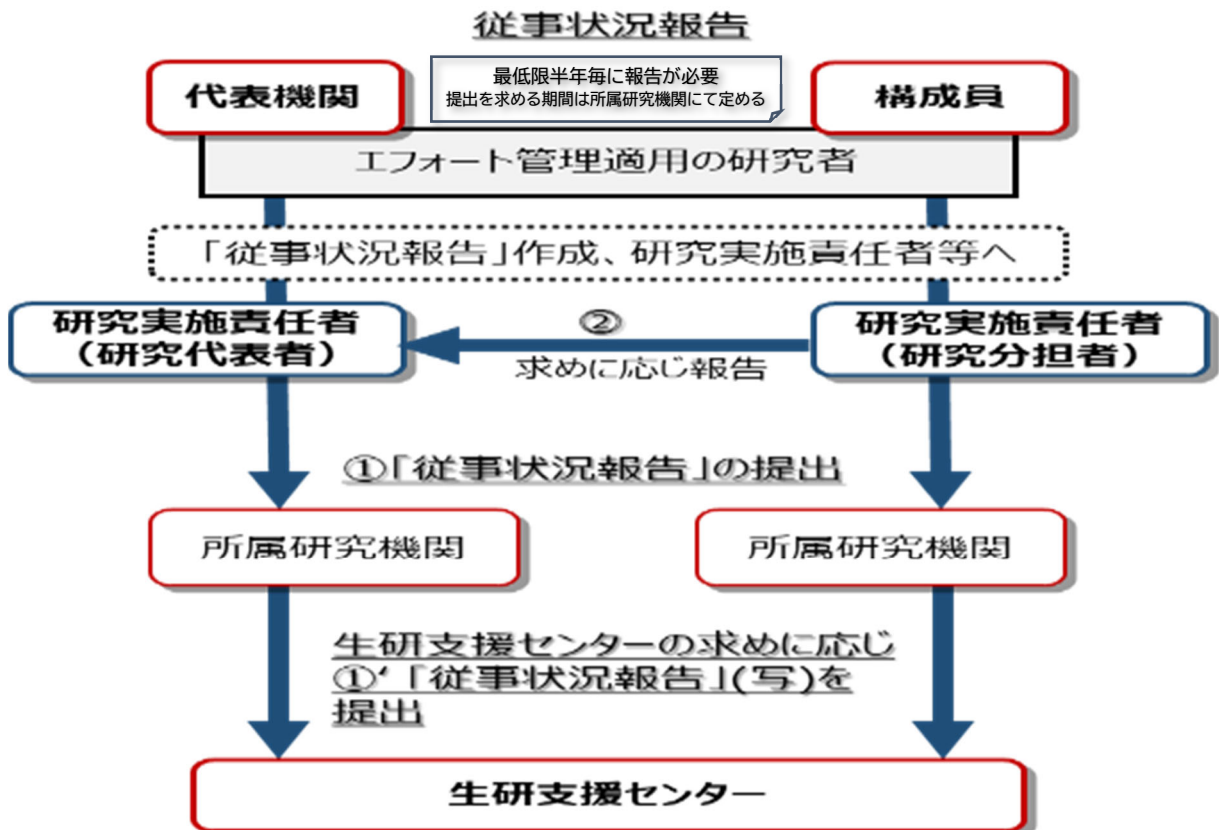 従事状況報告
代表機関
最低限半年毎に報告が必要
提出を求める期間は所属研究機関にて定める
構成員
エフォート管理適用の研究者
「従事状況報告」作成、研究実施責任者等へ
研究実施責任者
(研究代表者)
②
求めに応じ報告
研究実施責任者
(研究分担者)
①「従事状況報告」の提出
所属研究機関
所属研究機関
生研支援センターの求めに応じ
①‘「従事状況報告」(写)を
提出
生研支援センター